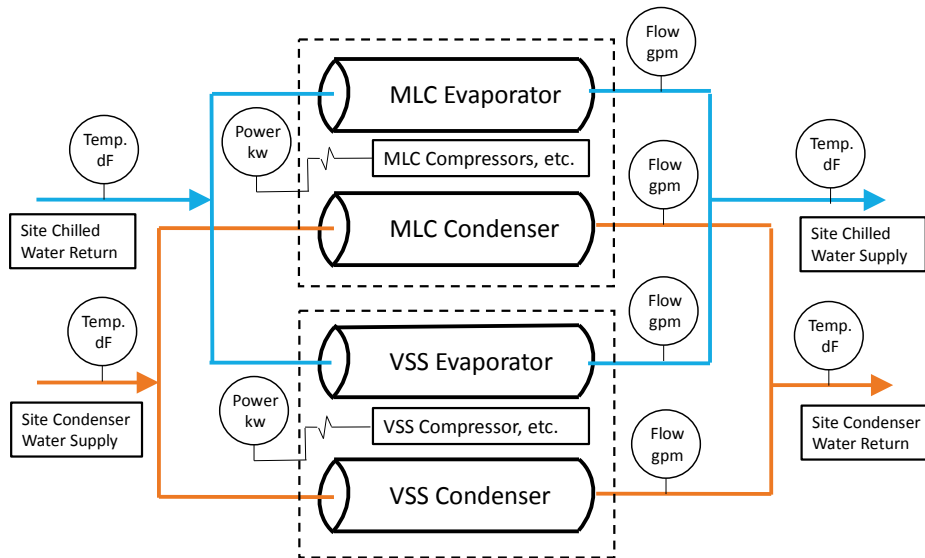 Flow
gpm
MLC Evaporator
Temp.
dF
Power
kw
MLC Compressors, etc.
Flow
gpm
Temp.
dF
Site Chilled
Water Return
MLC Condenser
Site Chilled
Water Supply
Flow
gpm
Temp.
dF
VSS Evaporator
Temp.
dF
Power
kw
Site Condenser
Water Supply
VSS Compressor, etc.
Flow
gpm
Site Condenser
Water Return
VSS Condenser